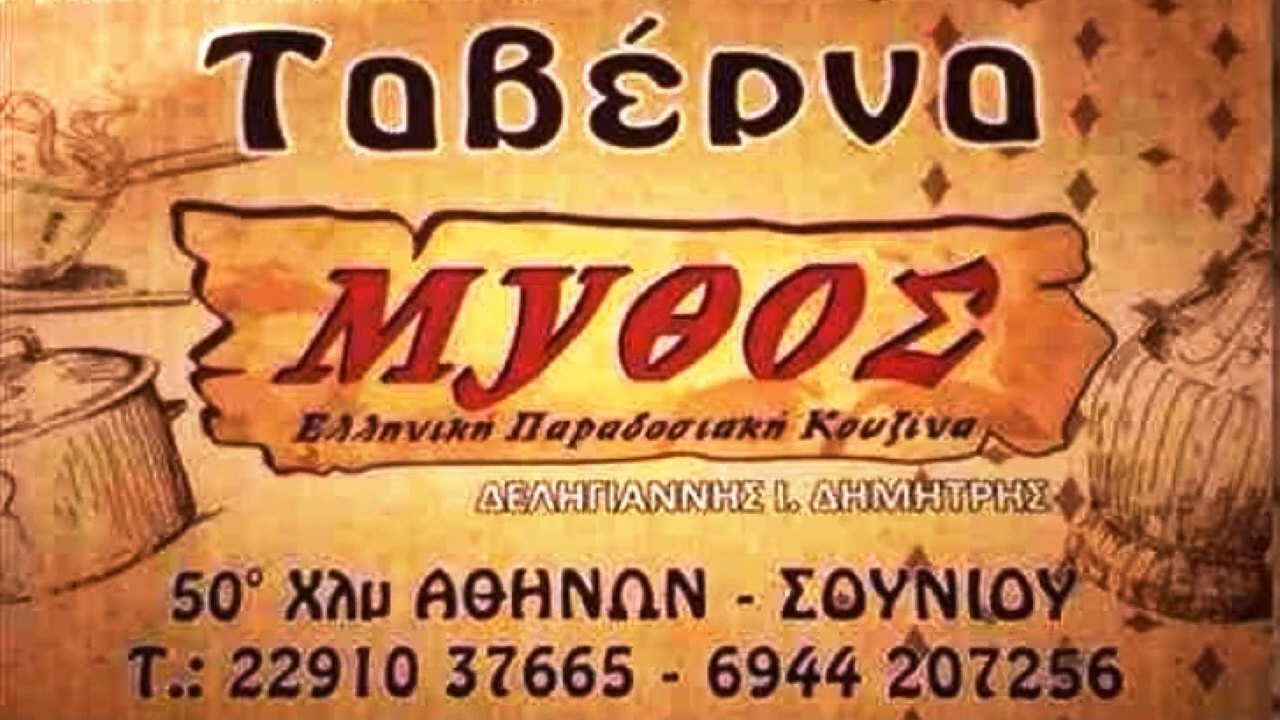 Ταβέρνα
ΜΥΘΟΣ
Ελληνική Παραδοσιακή Κουζίνα
ΔΕΛΗΓΙΑΝΝΗΣ Ι. ΔΗΜΗΤΡΗΣ
50° Χλμ ΑΘΗΝΩΝ - ΣΟΥΝΙΟΥ
Τ.: 22910 37665 - 6944 207256